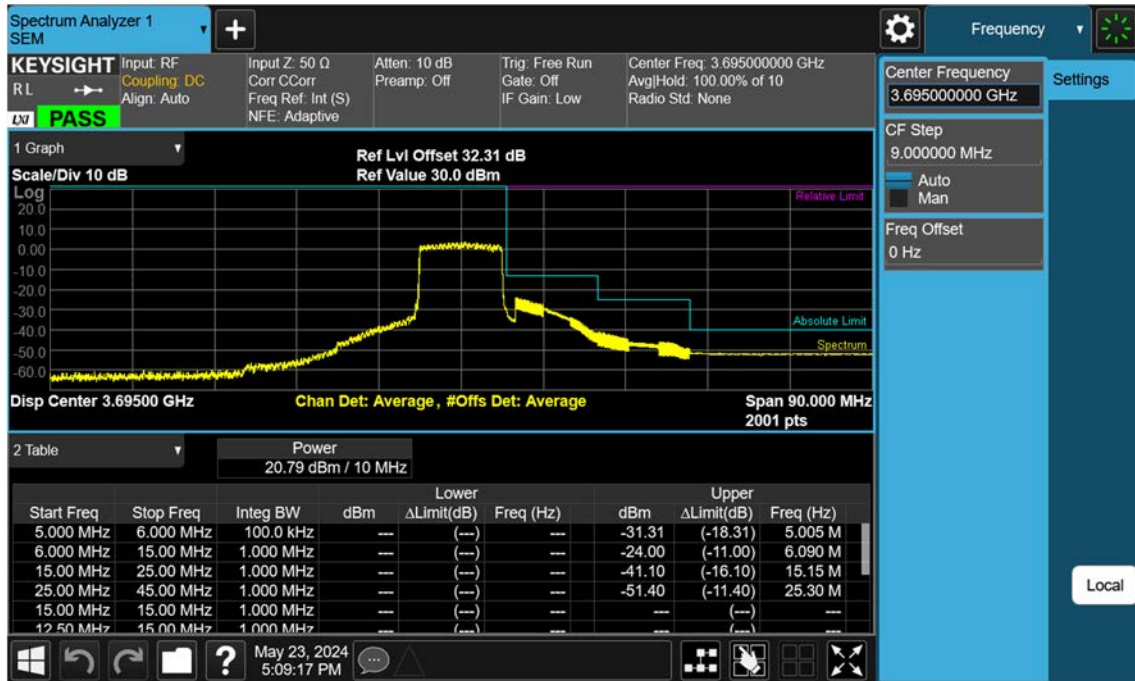 Spectrum Analyzer 1
SEM
+
Frequency
KEYSIGHT
RL
LXI PASS
Input: RF
Coupling: DC
Align: Auto
Input Z: 50 Ω
Corr CCorr
Freq Ref: Int (S)
NFE: Adaptive
Atten: 10 dB
Preamp: Off
Trig: Free Run
Gate: Off
IF Gain: Low
Center Freq: 3.695000000 GHz
Avg|Hold: 100.00% of 10
Radio Std: None
Center Frequency
3.695000000 GHz
Settings
CF Step
9.000000 MHz
Auto
Man
Freq Offset
0 Hz
1 Graph
Ref Lvl Offset 32.31 dB
Scale/Div 10 dB
Ref Value 30.0 dBm
Log
Relative Limit
20.0
10.0
0.00
-10.0
-20.0
-30.0
-40.0
-50.0
-60.0
Absolute Limit
Spectrum
Disp Center 3.69500 GHz
Chan Det: Average, #Offs Det: Average
Span 90.000 MHz
2001 pts
2 Table
Power
20.79 dBm / 10 MHz
Lower Upper
Start Freq Stop Freq Integ BW dBm ΔLimit(dB) Freq (Hz) dBm ΔLimit(dB) Freq (Hz)
5.000 MHz 6.000 MHz 100.0 kHz --- (---) --- -31.31 (-18.31) 5.005 M
6.000 MHz 15.00 MHz 1.000 MHz --- (---) --- -24.00 (-11.00) 6.090 M
15.00 MHz 25.00 MHz 1.000 MHz --- (---) --- -41.10 (-16.10) 15.15 M
25.00 MHz 45.00 MHz 1.000 MHz --- (---) --- -51.40 (-11.40) 25.30 M
15.00 MHz 15.00 MHz 1.000 MHz --- (---) --- --- (---) ---
12.50 MHz 15.00 MHz 1.000 MHz --- (---) --- --- (---) ---
Local
?
May 23, 2024
5:09:17 PM